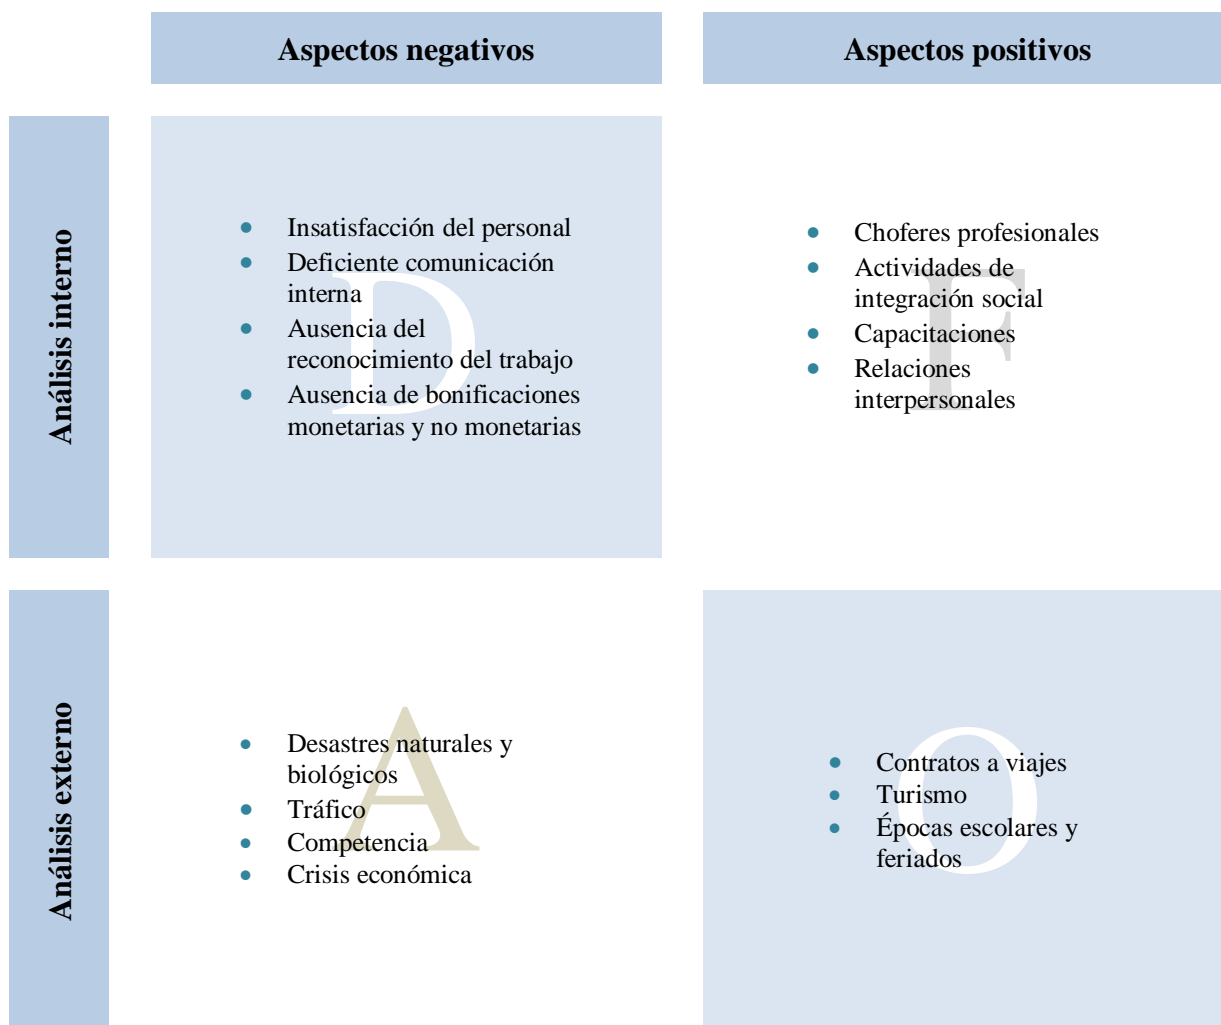 Aspectos negativos
Aspectos positivos
Análisis interno
D
Insatisfacción del personal
Deficiente comunicación
interna
Ausencia del
reconocimiento del trabajo
Ausencia de bonificaciones
monetarias y no monetarias
F
Choferes profesionales
Actividades de
integración social
Capacitaciones
Relaciones
interpersonales
Análisis externo
A
Desastres naturales y
biológicos
Tráfico
Competencia
Crisis económica
O
Contratos a viajes
Turismo
Épocas escolares y
feriados